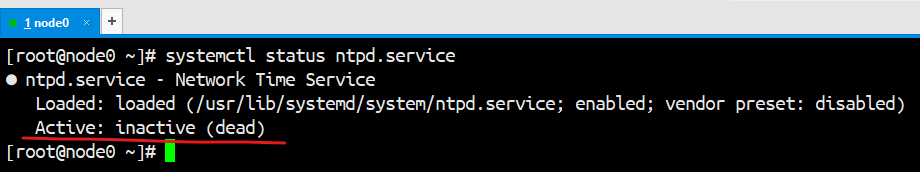 1 node0 × +
[root@node0 ~]# systemctl status ntpd.service
● ntpd.service - Network Time Service
Loaded: loaded (/usr/lib/systemd/system/ntpd.service; enabled; vendor preset: disabled)
Active: inactive (dead)
[root@node0 ~]#